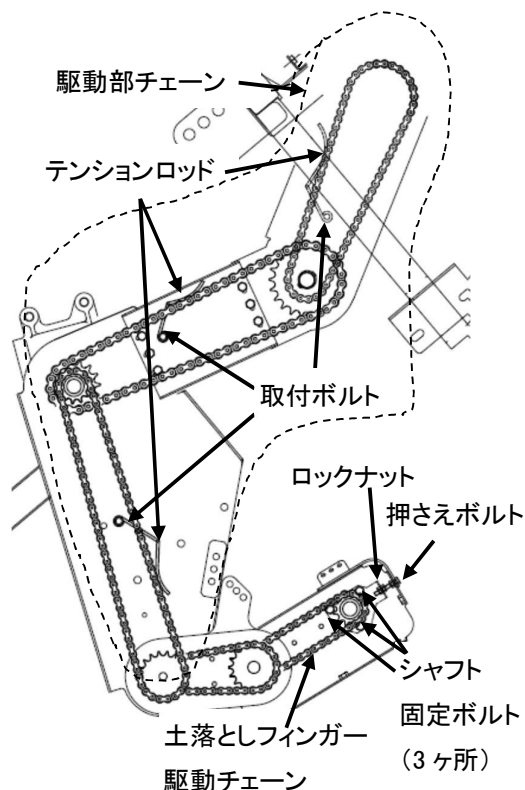 駆動部チェーン
テンションロッド
取付ボルト
ロックナット
押さえボルト
シャフト
固定ボルト
（3 ヶ所）
土落としフィンガー
駆動チェーン